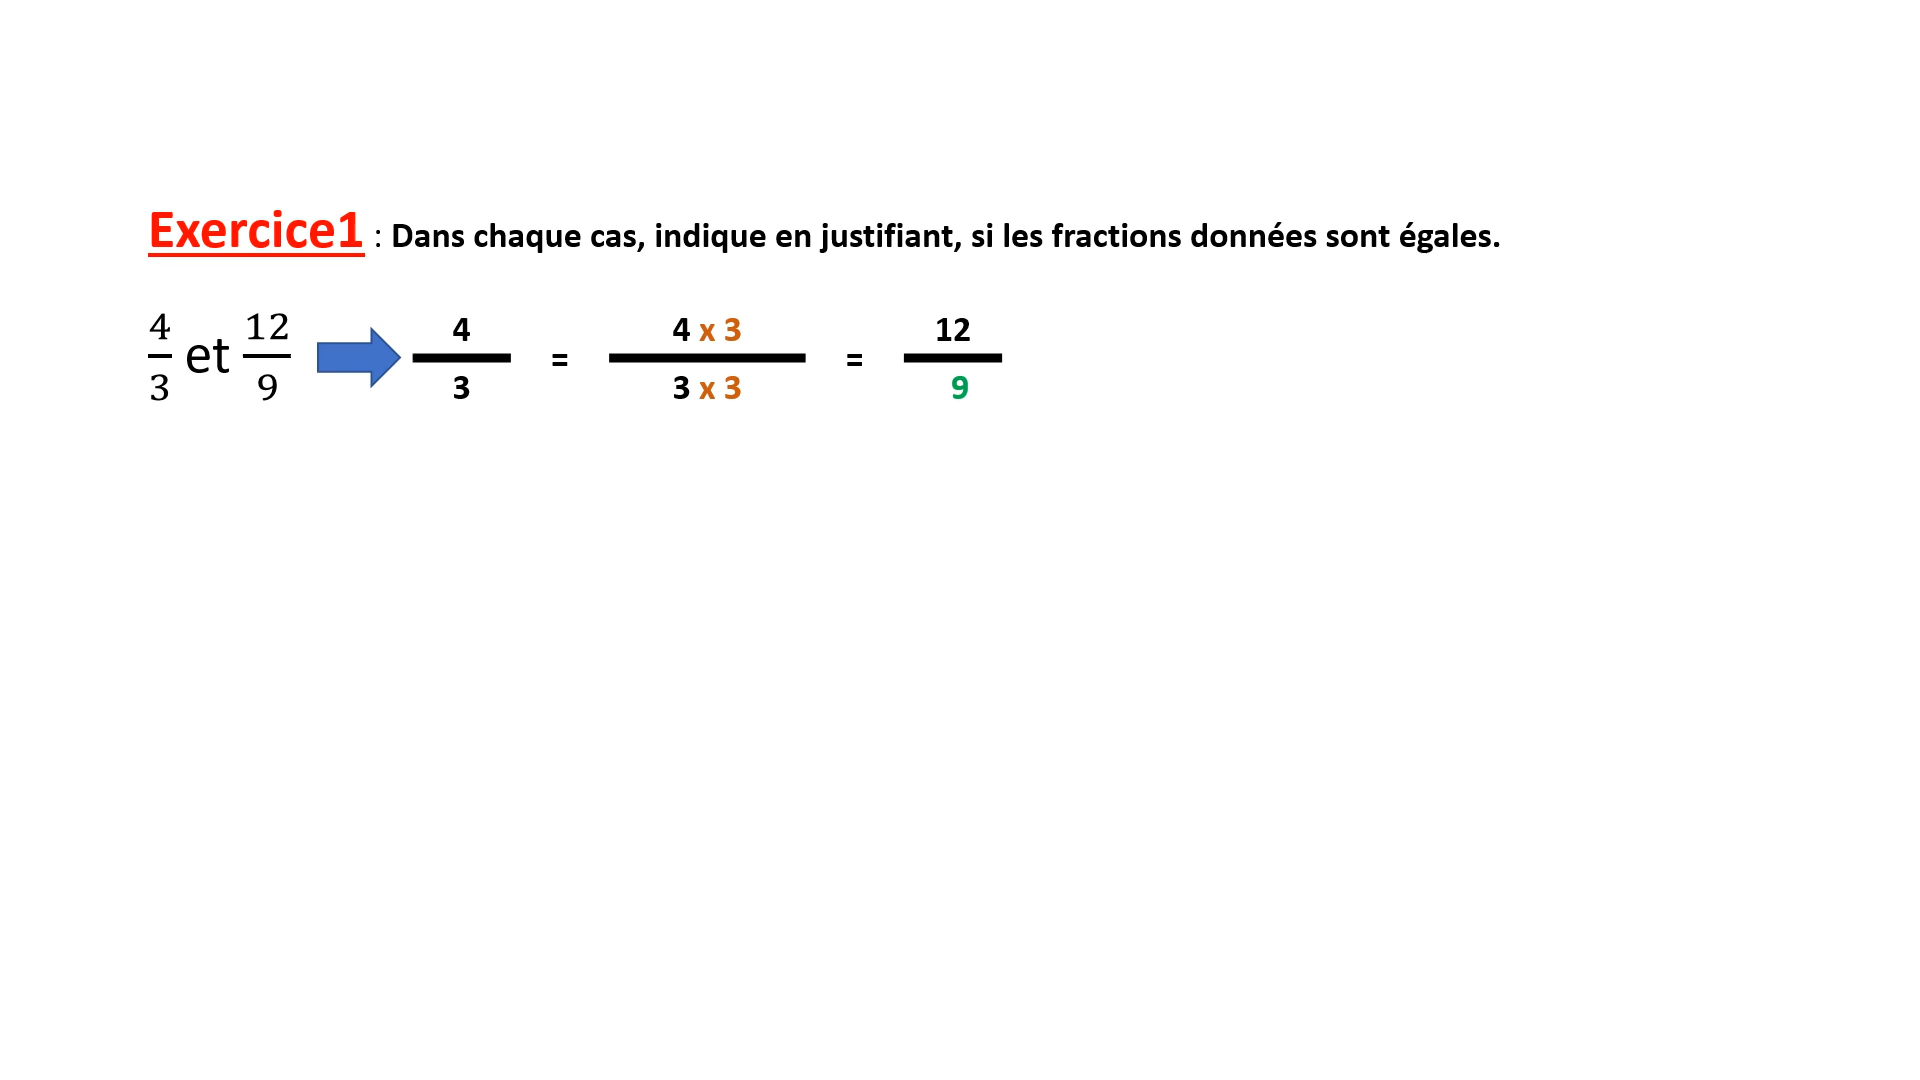 Exercice1 : Dans chaque cas, indique en justifiant, si les fractions données sont égales.
4/3 et 12/9 4/3 = 4 x 3/3 x 3 = 12/9